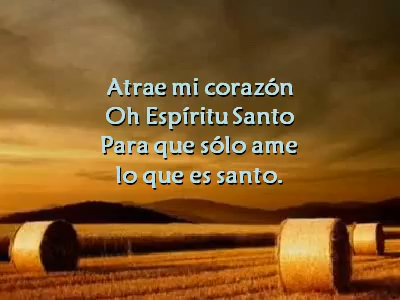 Atrae mi corazón
Oh Espíritu Santo
Para que sólo ame
lo que es santo.